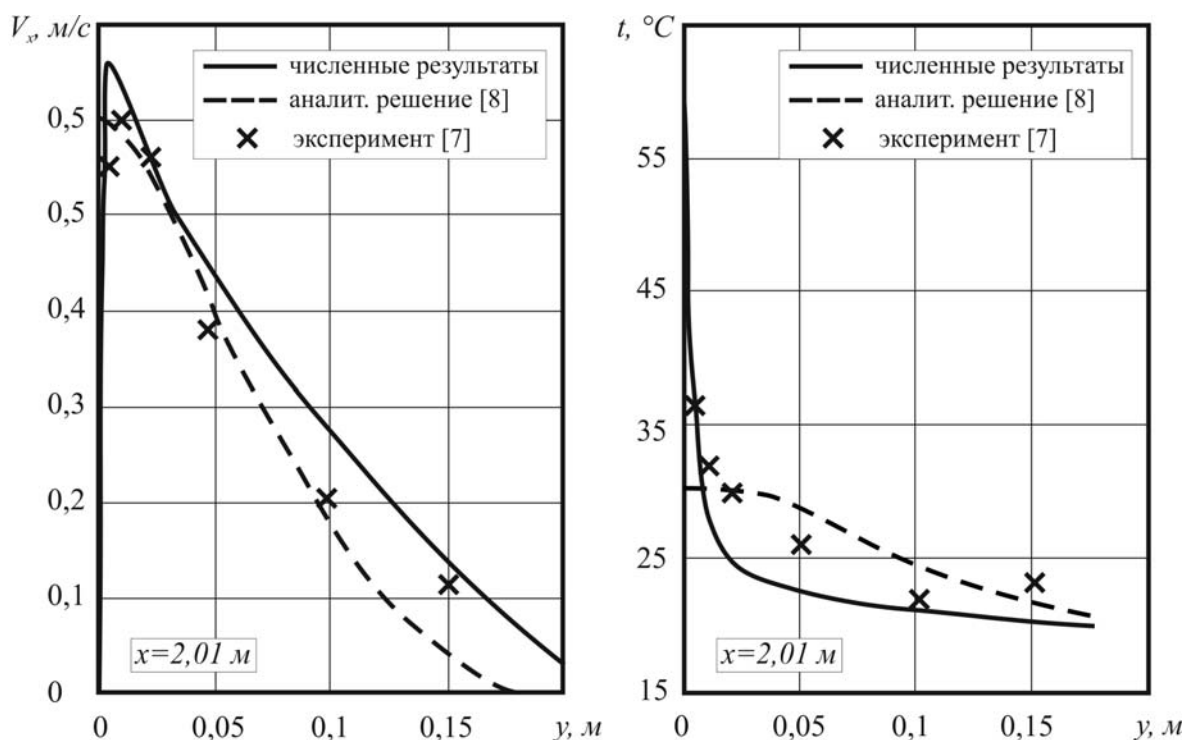 Vₓ, м/с
численные результаты
аналит. решение [8]
эксперимент [7]
0,5
0,5
0,4
0,3
0,2
0,1
0
x=2,01 м
0 0,05 0,1 0,15 y, м
t, °C
численные результаты
аналит. решение [8]
эксперимент [7]
55
45
35
25
15
x=2,01 м
0 0,05 0,1 0,15 y, м